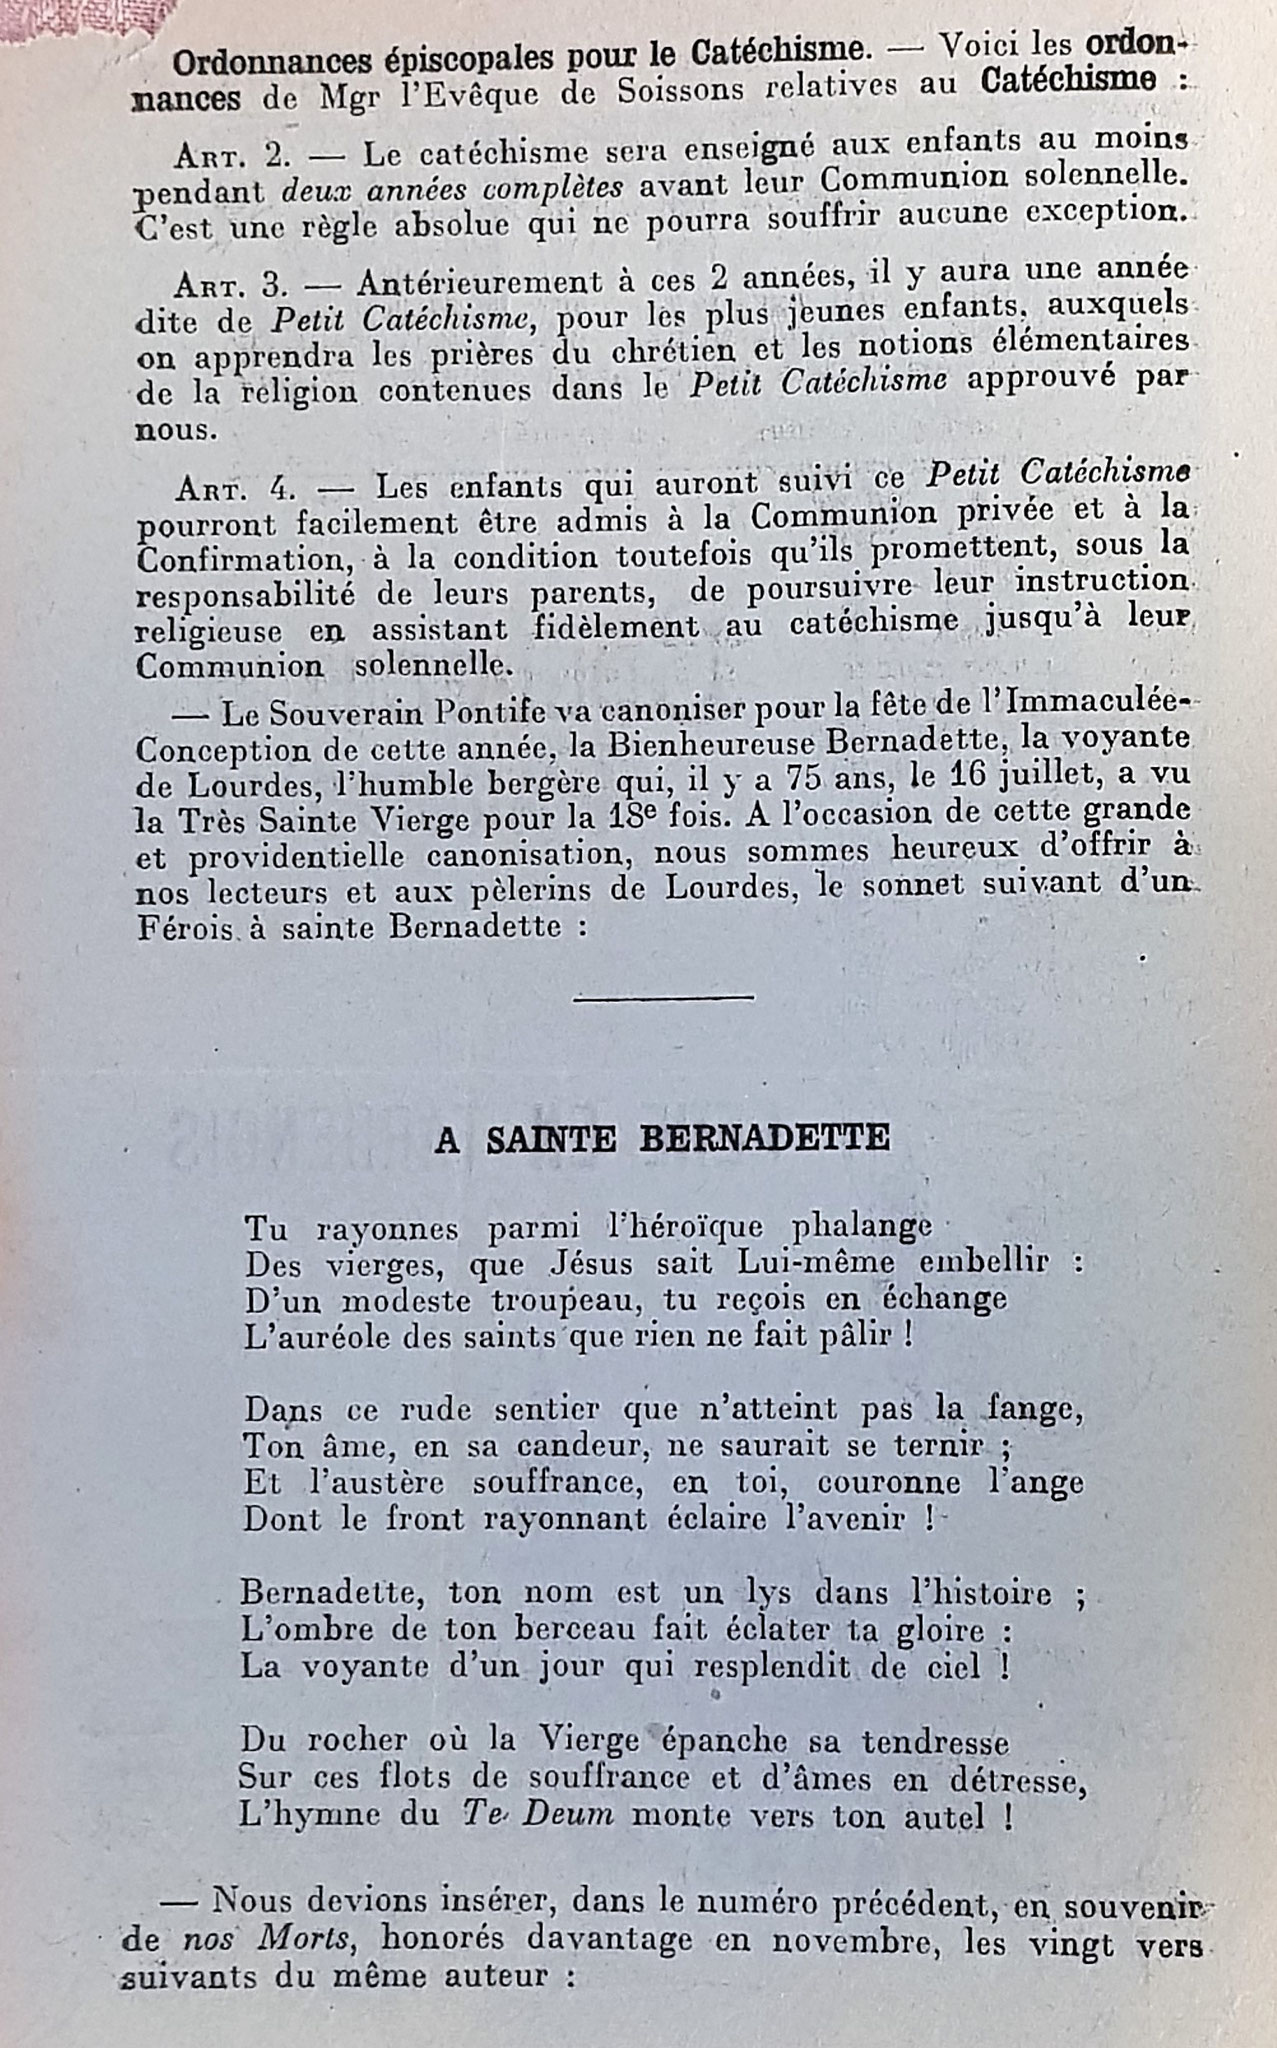 Ordonnances épiscopales pour le Catéchisme. — Voici les ordon-
nances de Mgr l'Evêque de Soissons relatives au Catéchisme :
ART. 2. — Le catéchisme sera enseigné aux enfants au moins
pendant deux années complètes avant leur Communion solennelle.
C'est une règle absolue qui ne pourra souffrir aucune exception.
ART. 3. — Antérieurement à ces 2 années, il y aura une année
dite de Petit Catéchisme, pour les plus jeunes enfants, auxquels
on apprendra les prières du chrétien et les notions élémentaires
de la religion contenues dans le Petit Catéchisme approuvé par
nous.
ART. 4. — Les enfants qui auront suivi ce Petit Catéchisme
pourront facilement être admis à la Communion privée et à la
Confirmation, à la condition toutefois qu'ils promettent, sous la
responsabilité de leurs parents, de poursuivre leur instruction
religieuse en assistant fidèlement au catéchisme jusqu'à leur
Communion solennelle.
— Le Souverain Pontife va canoniser pour la fête de l'Immaculée-
Conception de cette année, la Bienheureuse Bernadette, la voyante
de Lourdes, l'humble bergère qui, il y a 75 ans, le 16 juillet, a vu
la Très Sainte Vierge pour la 18e fois. A l'occasion de cette grande
et providentielle canonisation, nous sommes heureux d'offrir à
nos lecteurs et aux pèlerins de Lourdes, le sonnet suivant d'un
Férois à sainte Bernadette :
A SAINTE BERNADETTE
Tu rayonnes parmi l'héroïque phalange
Des vierges, que Jésus sait Lui-même embellir :
D'un modeste troupeau, tu reçois en échange
L'auréole des saints que rien ne fait pâlir !
Dans ce rude sentier que n'atteint pas la fange,
Ton âme, en sa candeur, ne saurait se ternir ;
Et l'austère souffrance, en toi, couronne l'ange
Dont le front rayonnant éclaire l'avenir !
Bernadette, ton nom est un lys dans l'histoire ;
L'ombre de ton berceau fait éclater ta gloire :
La voyante d'un jour qui resplendit de ciel !
Du rocher où la Vierge épanche sa tendresse
Sur ces flots de souffrance et d'âmes en détresse,
L'hymne du Te Deum monte vers ton autel !
— Nous devions insérer, dans le numéro précédent, en souvenir
de nos Morts, honorés davantage en novembre, les vingt vers
suivants du même auteur :